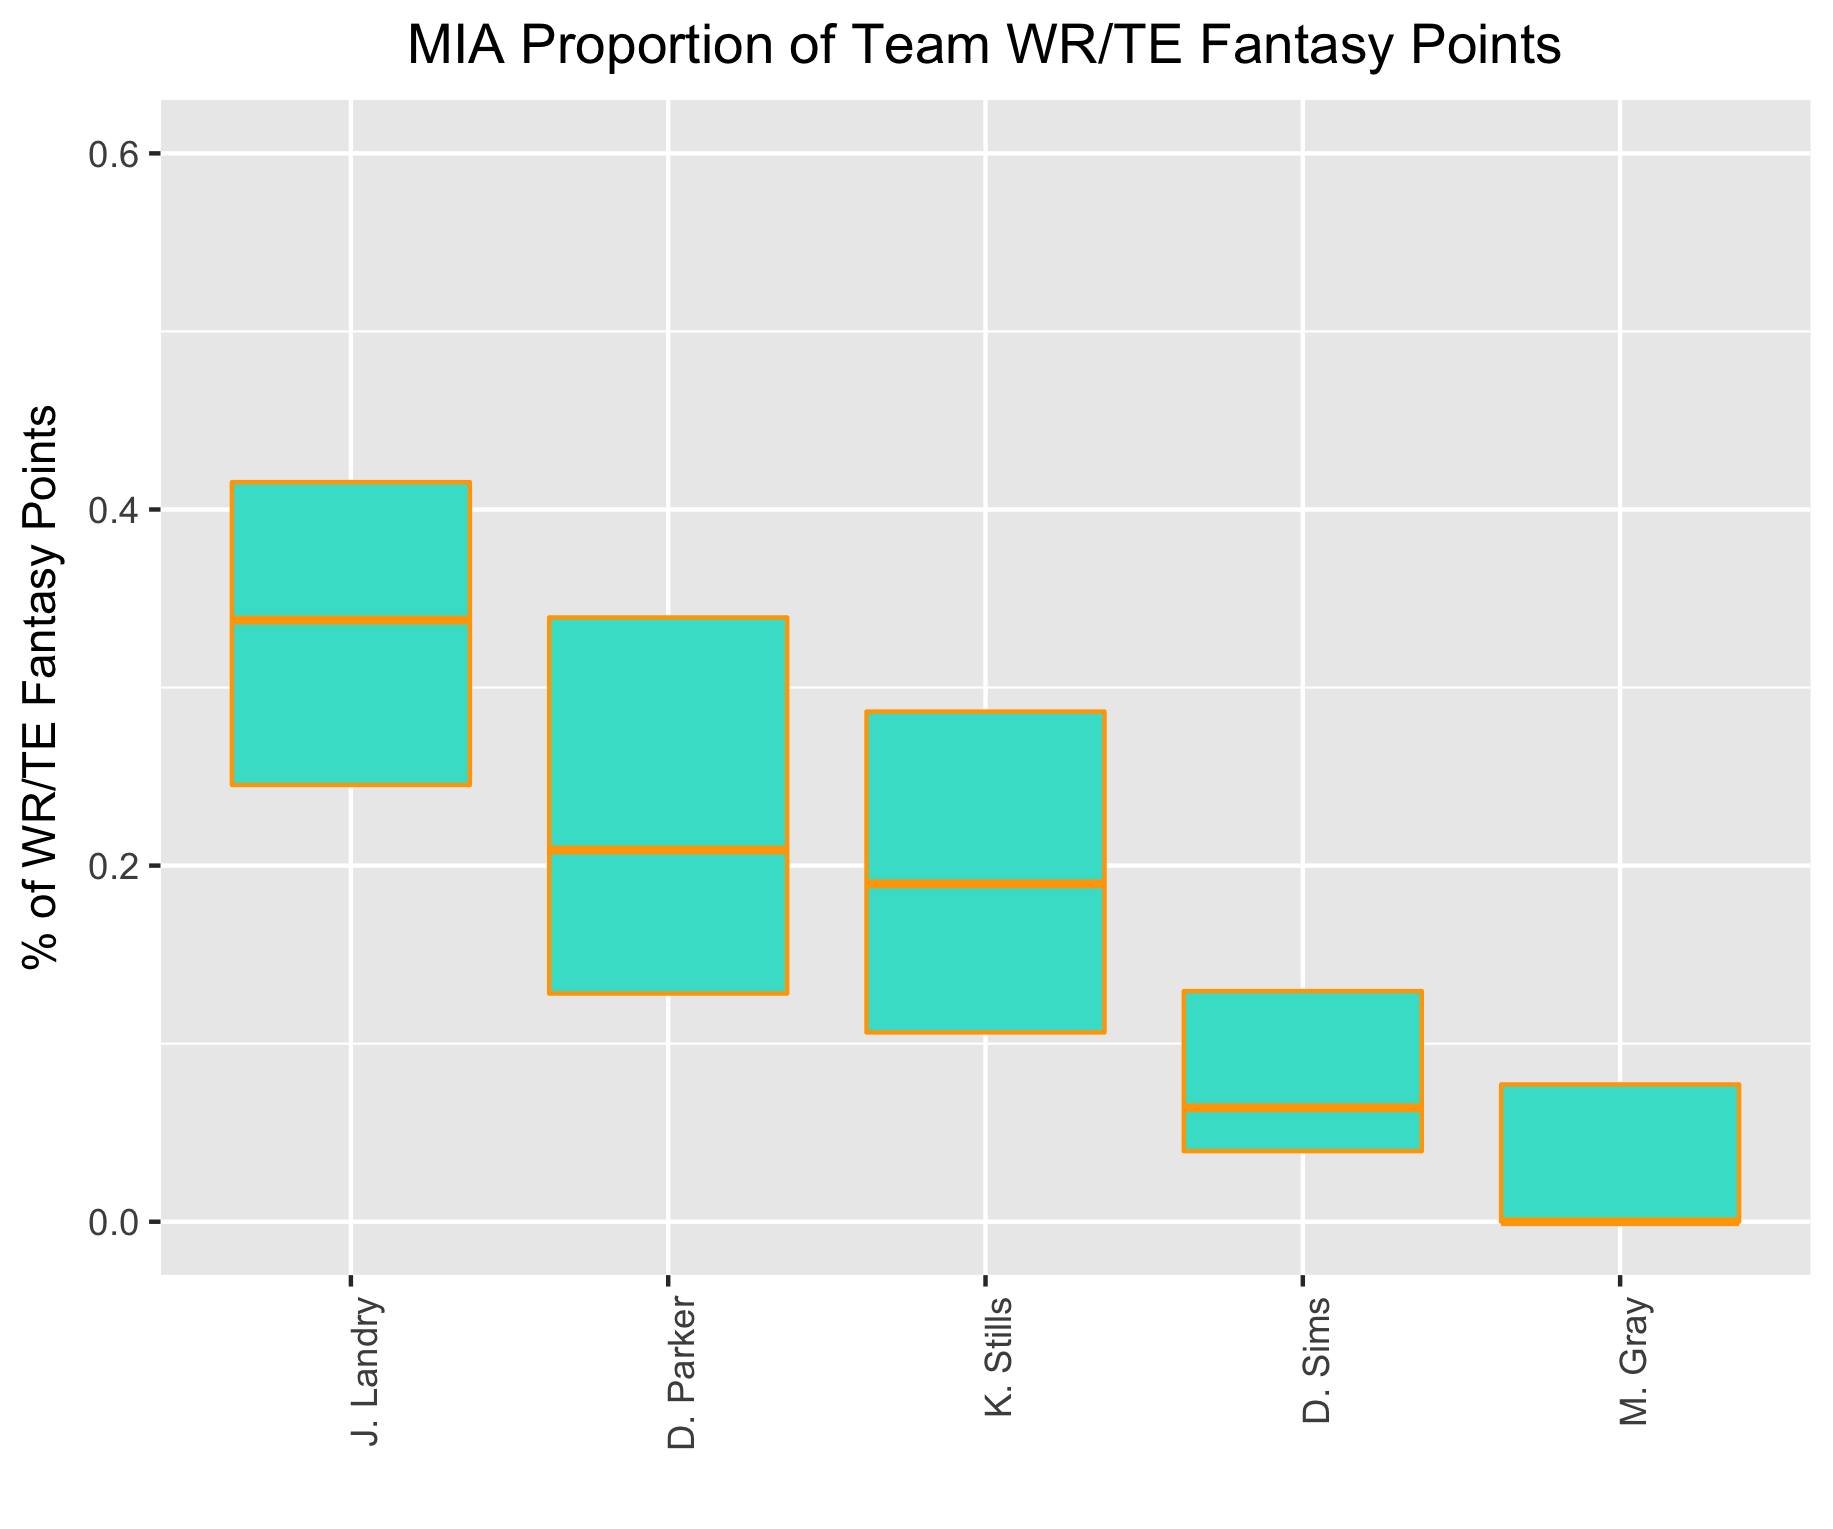 MIA Proportion of Team WR/TE Fantasy Points
% of WR/TE Fantasy Points
0.6
0.4
0.2
0.0
J. Landry
D. Parker
K. Stills
D. Sims
M. Gray